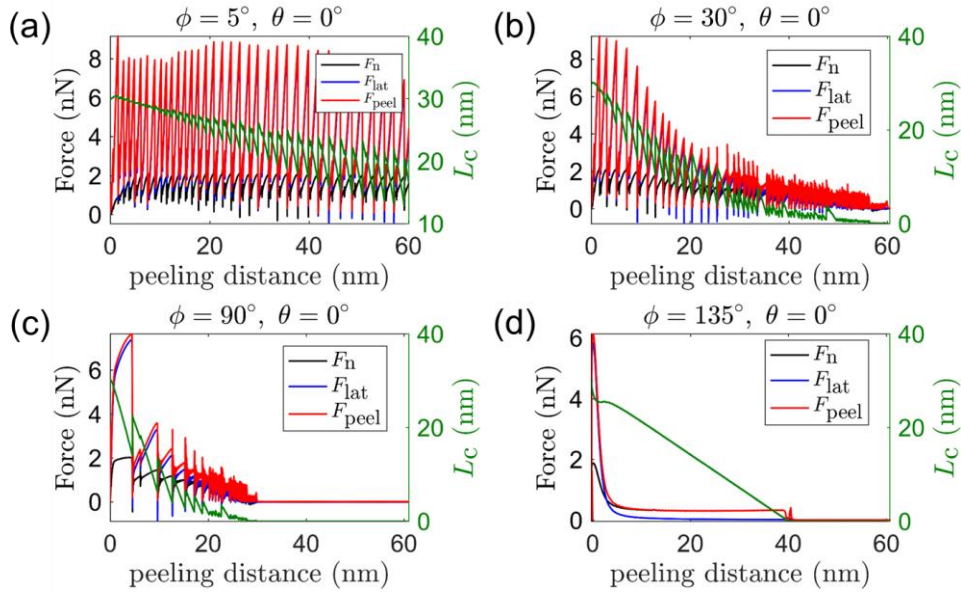 (a)
ϕ = 5°, θ = 0°
Force (nN)
8
6
4
2
0
F_n
F_lat
F_peel
40
30
20
10
L_c (nm)
0 20 40 60
peeling distance (nm)
(b)
ϕ = 30°, θ = 0°
Force (nN)
8
6
4
2
0
F_n
F_lat
F_peel
40
20
0
L_c (nm)
0 20 40 60
peeling distance (nm)
(c)
ϕ = 90°, θ = 0°
Force (nN)
6
4
2
0
F_n
F_lat
F_peel
40
20
0
L_c (nm)
0 20 40 60
peeling distance (nm)
(d)
ϕ = 135°, θ = 0°
Force (nN)
6
4
2
0
F_n
F_lat
F_peel
40
20
0
L_c (nm)
0 20 40 60
peeling distance (nm)